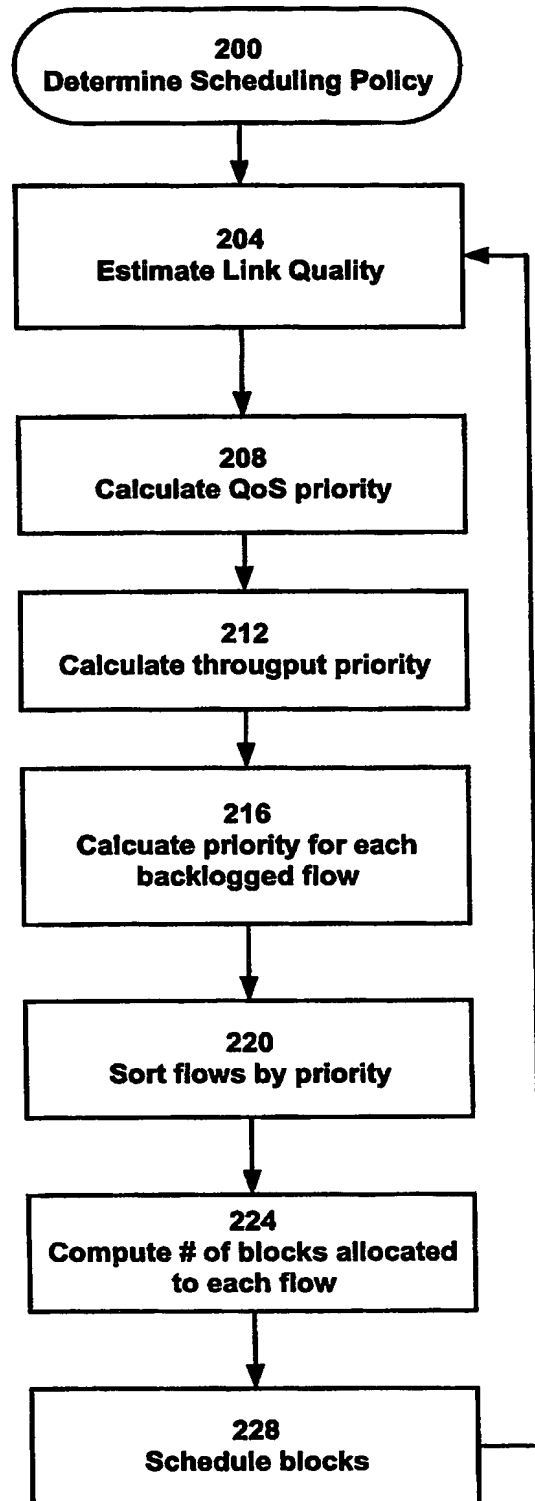 200
Determine Scheduling Policy
204
Estimate Link Quality
208
Calculate QoS priority
212
Calculate througput priority
216
Calcuate priority for each
backlogged flow
220
Sort flows by priority
224
Compute # of blocks allocated
to each flow
228
Schedule blocks